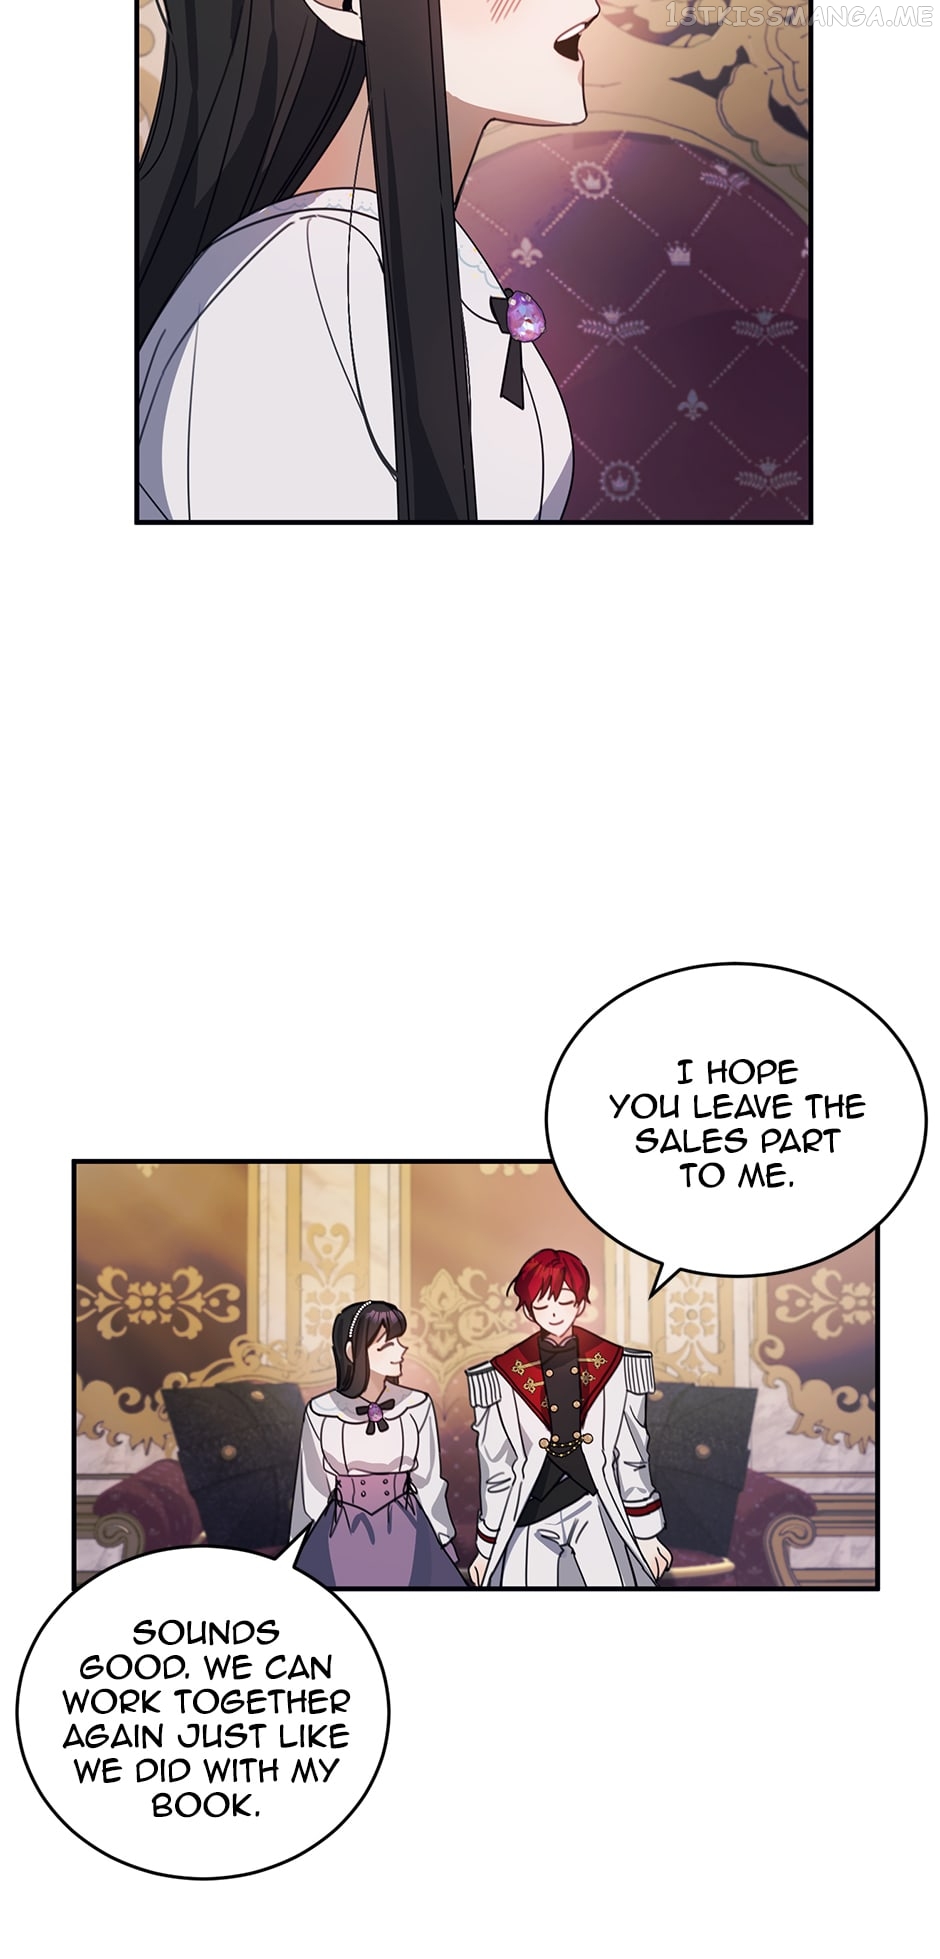 1STKISSMANGA.ME
I HOPE
YOU LEAVE THE
SALES PART
TO ME.
SOUNDS
GOOD. WE CAN
WORK TOGETHER
AGAIN JUST LIKE
WE DID WITH MY
BOOK.